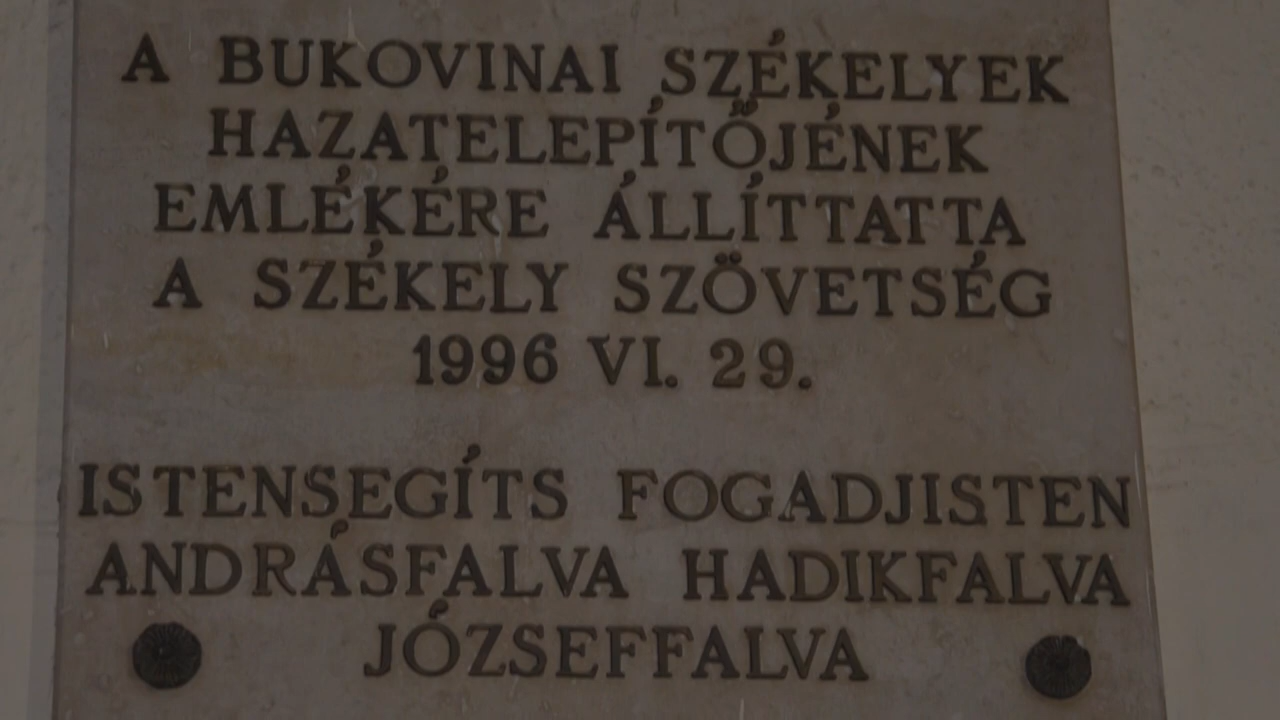 A BUKOVINAI SZÉKELYEK
HAZATELEPÍTŐJÉNEK
EMLÉKÉRE ÁLLÍTTATTA
A SZÉKELY SZÖVETSÉG
1996 VI. 29.
ISTENSEGÍTS FOGADJISTEN
ANDRÁSFALVA HADIKFALVA
JÓZSEFFALVA